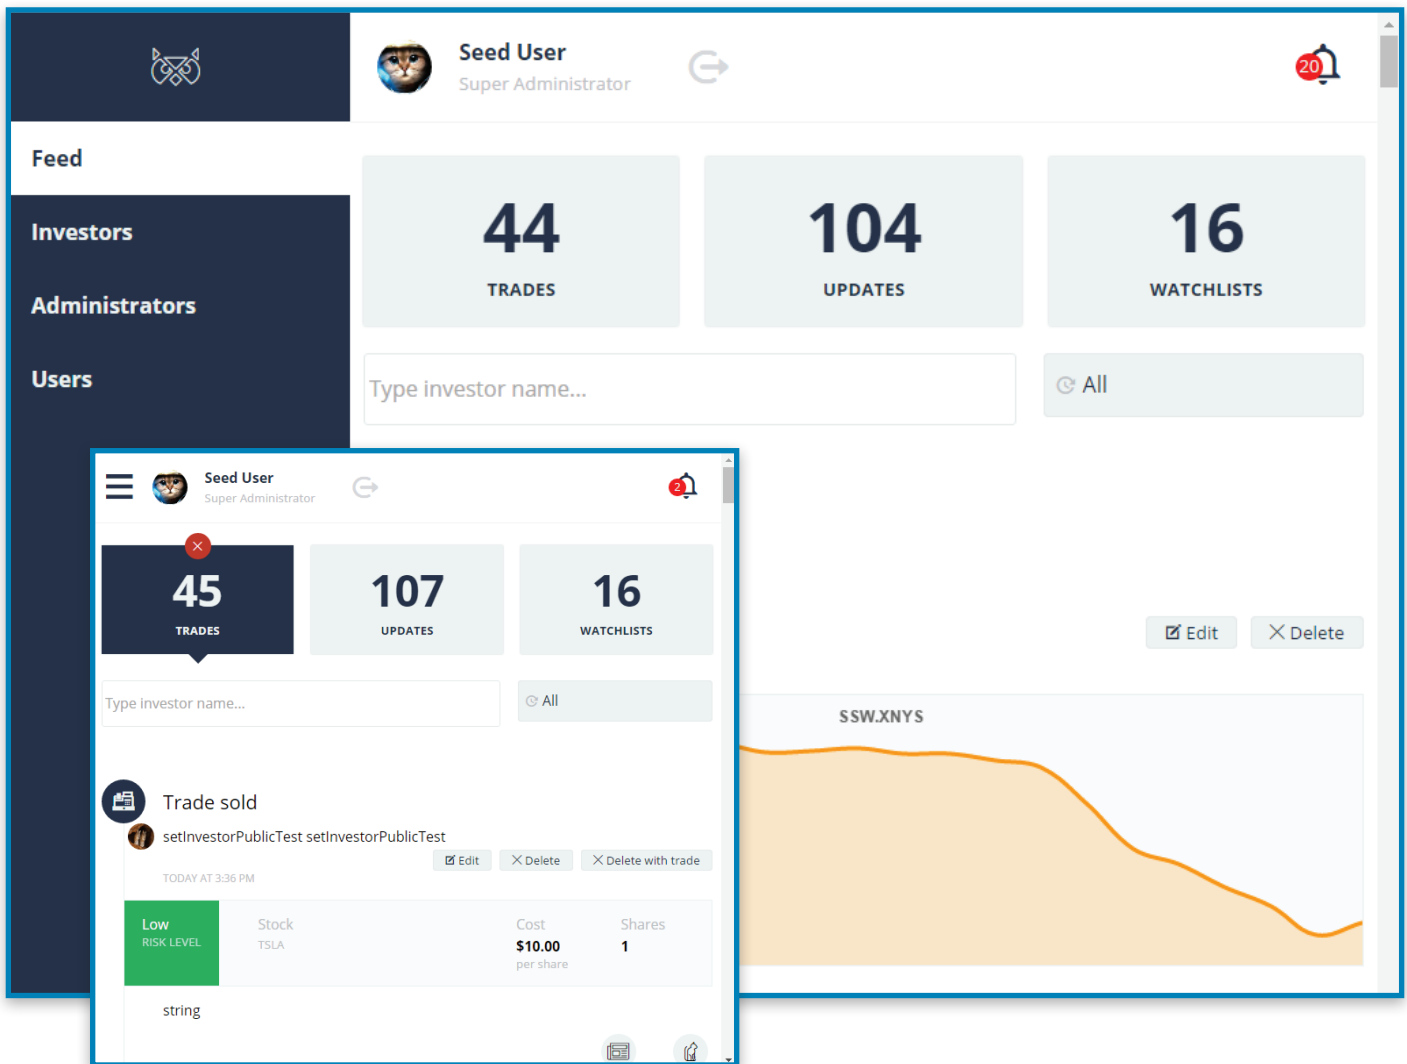 Seed User
Super Administrator
20
Feed
Investors
Administrators
Users
44
TRADES
104
UPDATES
16
WATCHLISTS
Type investor name...
All
Edit
Delete
SSW.XNYS
Seed User
Super Administrator
2
45
TRADES
107
UPDATES
16
WATCHLISTS
Type investor name...
All
Trade sold
setInvestorPublicTest setInvestorPublicTest
Edit
Delete
Delete with trade
TODAY AT 3:36 PM
Low
RISK LEVEL
Stock
TSLA
Cost
$10.00
per share
Shares
1
string